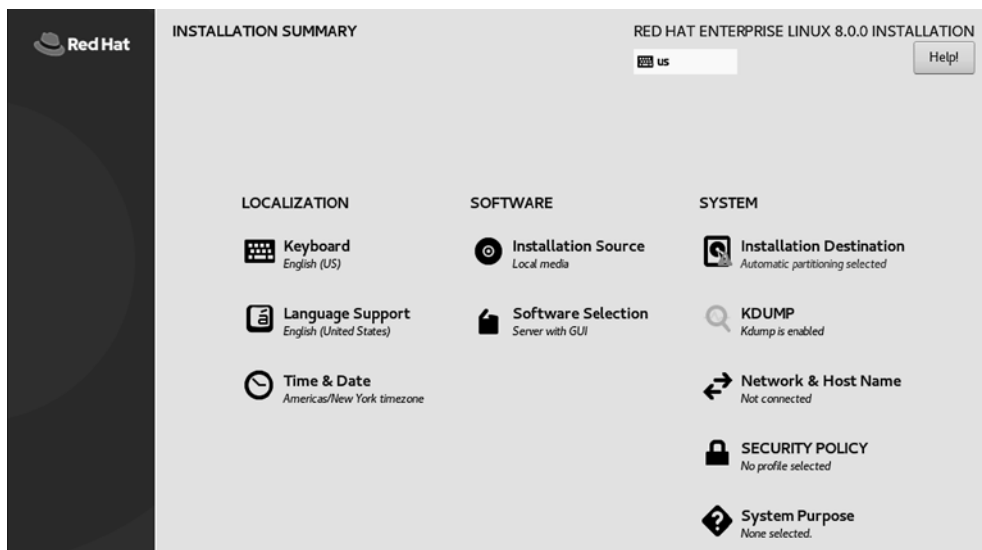 Red Hat
INSTALLATION SUMMARY
RED HAT ENTERPRISE LINUX 8.0.0 INSTALLATION
us
Help!
LOCALIZATION
Keyboard
English (US)
Language Support
English (United States)
Time & Date
Americas/New York timezone
SOFTWARE
Installation Source
Local media
Software Selection
Server with GUI
SYSTEM
Installation Destination
Automatic partitioning selected
KDUMP
Kdump is enabled
Network & Host Name
Not connected
SECURITY POLICY
No profile selected
System Purpose
None selected.